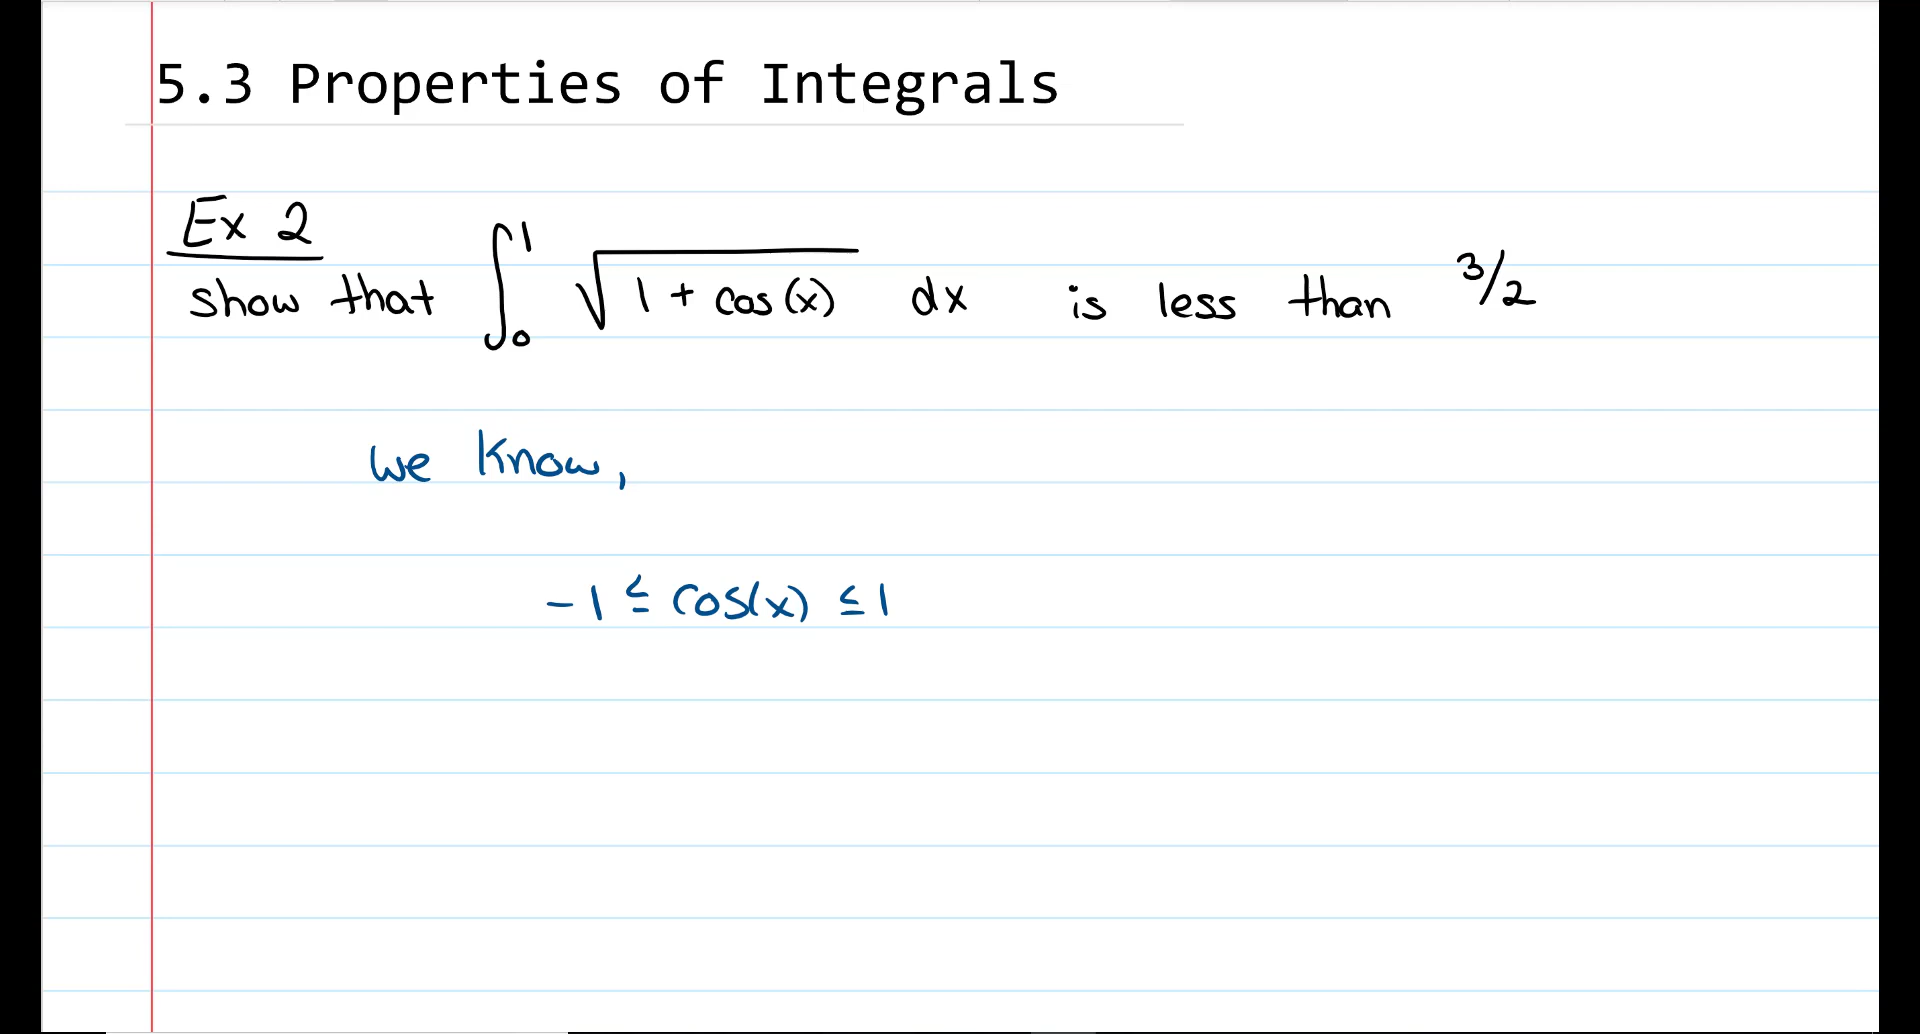 5.3 Properties of Integrals
Ex 2
show that ∫₀¹ √(1 + cos(x)) dx is less than 3/2
we know,
-1 ≤ cos(x) ≤ 1